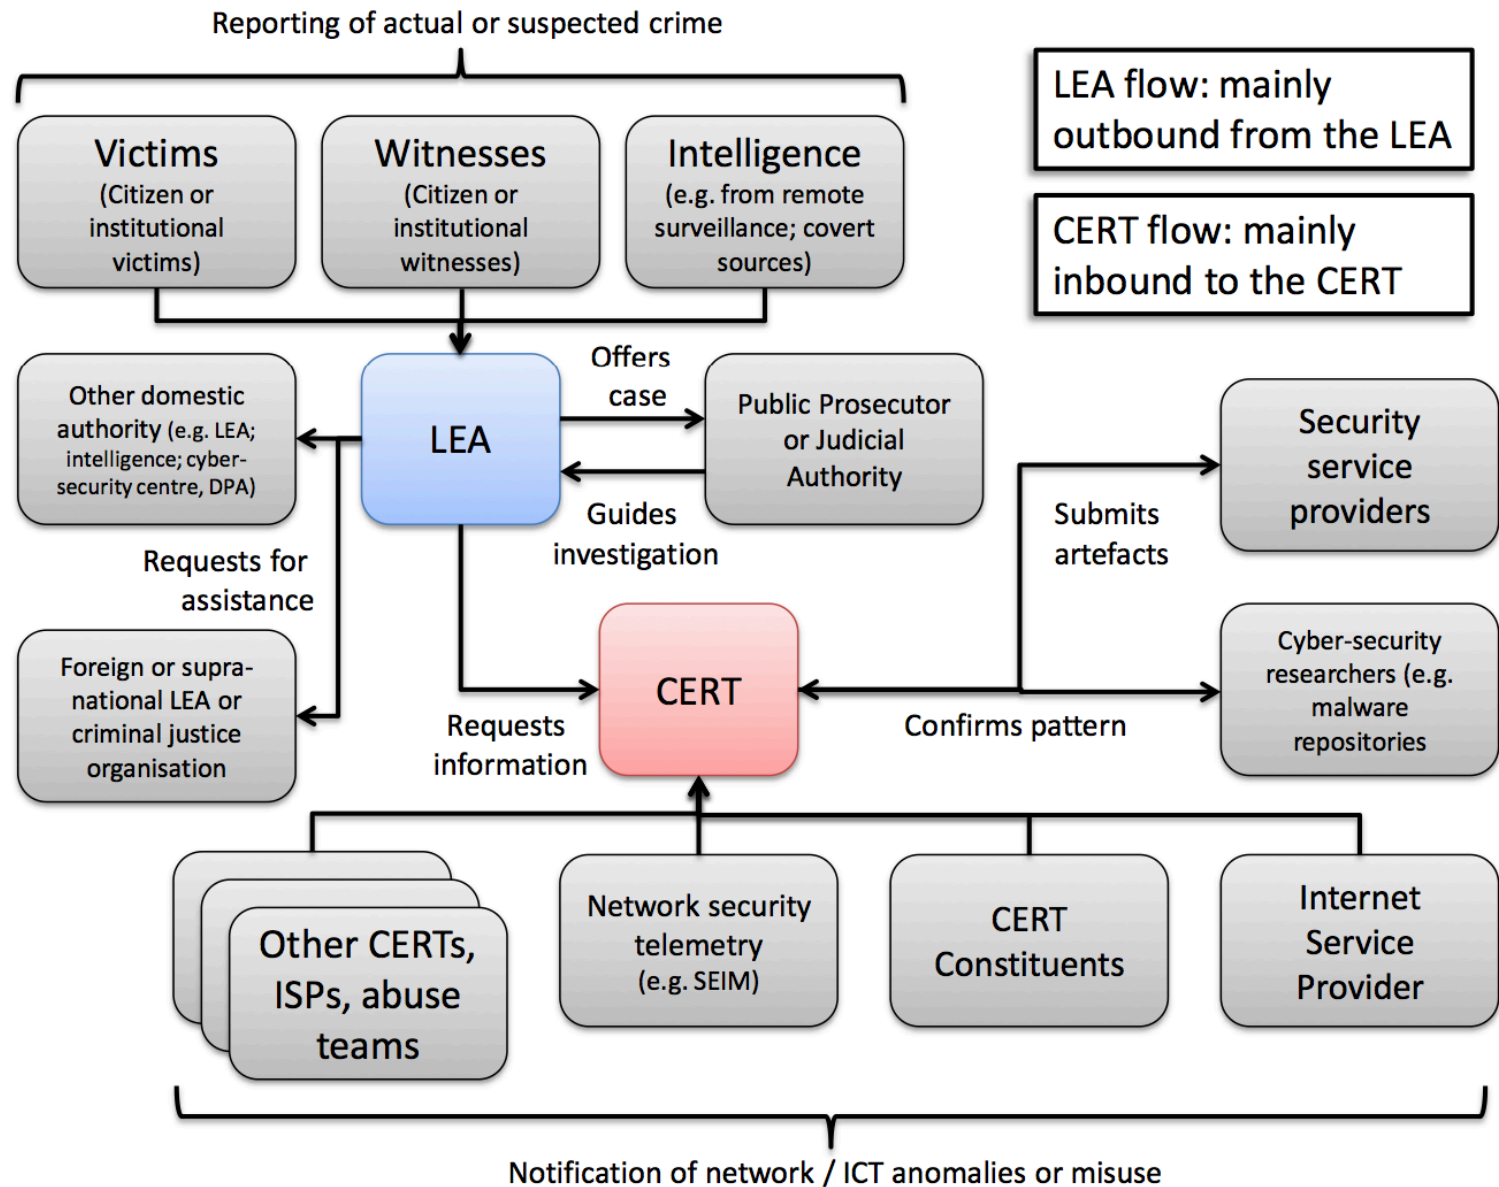 Reporting of actual or suspected crime
LEA flow: mainly
outbound from the LEA
CERT flow: mainly
inbound to the CERT
Victims
(Citizen or
institutional
victims)
Witnesses
(Citizen or
institutional
witnesses)
Intelligence
(e.g. from remote
surveillance; covert
sources)
Other domestic
authority (e.g. LEA;
intelligence; cyber-
security centre, DPA)
LEA
Offers
case
Public Prosecutor
or Judicial
Authority
Guides
investigation
Security
service
providers
Submits
artefacts
Requests for
assistance
Foreign or supra-
national LEA or
criminal justice
organisation
CERT
Requests
information
Confirms pattern
Cyber-security
researchers (e.g.
malware
repositories
Other CERTs,
ISPs, abuse
teams
Network security
telemetry
(e.g. SEIM)
CERT
Constituents
Internet
Service
Provider
Notification of network / ICT anomalies or misuse